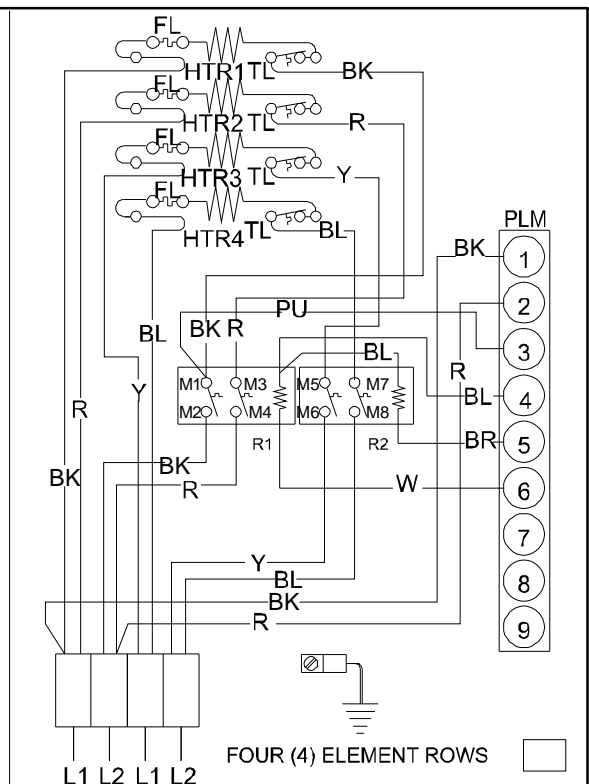 FL
HTR1 TL
BK
FL
HTR2 TL
R
FL
HTR3 TL
Y
FL
HTR4 TL
BL
PLM
BK
1
2
PU
BK R
3
BL
BL
R
M1 M3 M5 M7
BL
4
Y
R
M2 M4 M6 M8
R1 R2
BR
5
BK
BK
R
W
6
7
Y
BL
8
BK
R
9
FOUR (4) ELEMENT ROWS
L1 L2 L1 L2